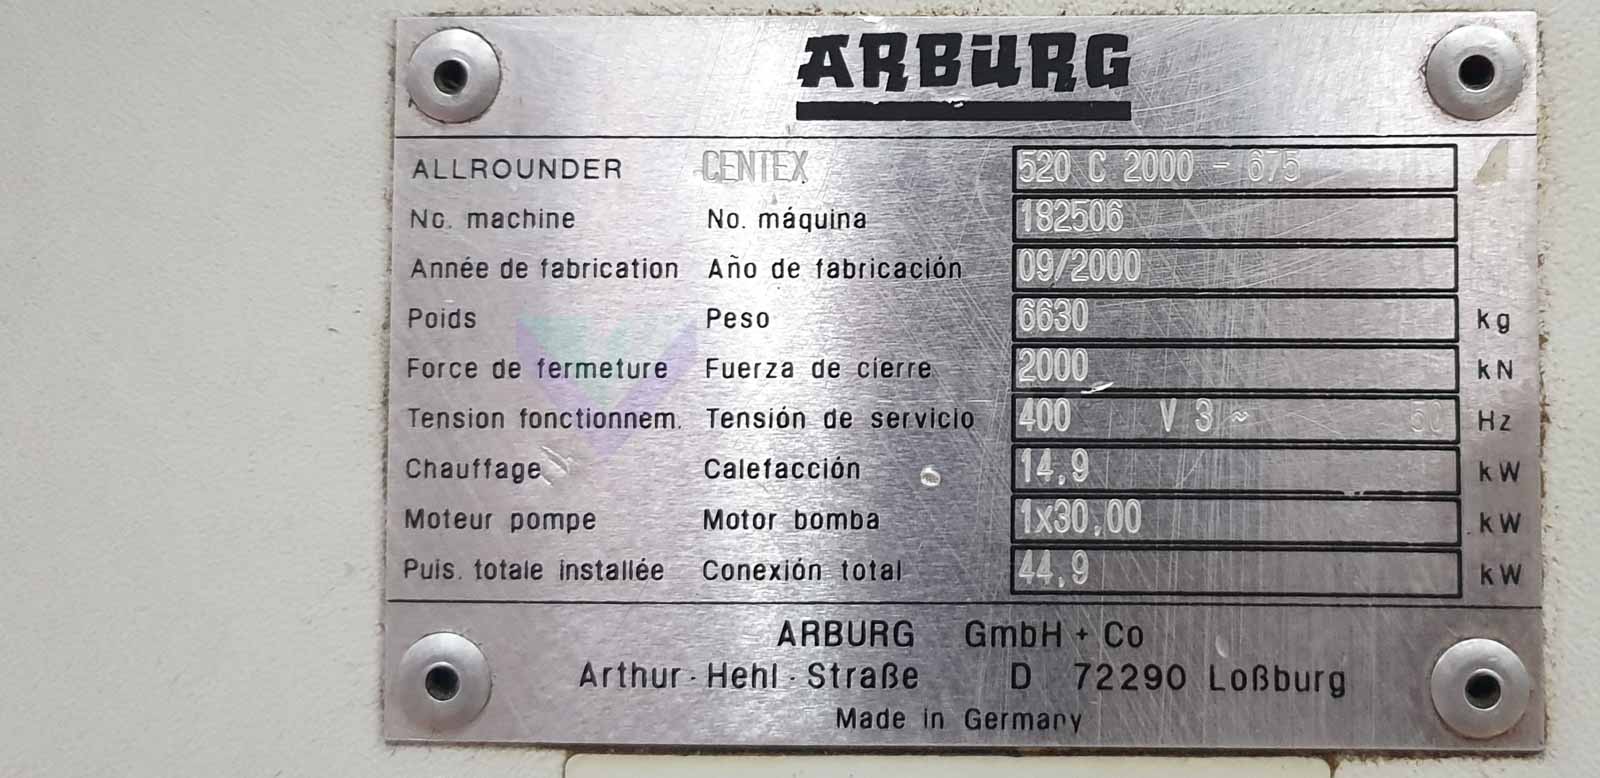 ARBURG
ALLROUNDER CENTEX 520 C 2000 - 675
No. machine No. máquina 182506
Année de fabrication Año de fabricación 09/2000
Poids Peso 6630 kg
Force de fermeture Fuerza de cierre 2000 kN
Tension fonctionnem. Tensión de servicio 400 V 3 ~ 50 Hz
Chauffage Calefacción 14,9 kW
Moteur pompe Motor bomba 1x30,00 kW
Puis. totale installée Conexión total 44,9 kW
ARBURG GmbH + Co
Arthur - Hehl - Straße D 72290 Loßburg
Made in Germany